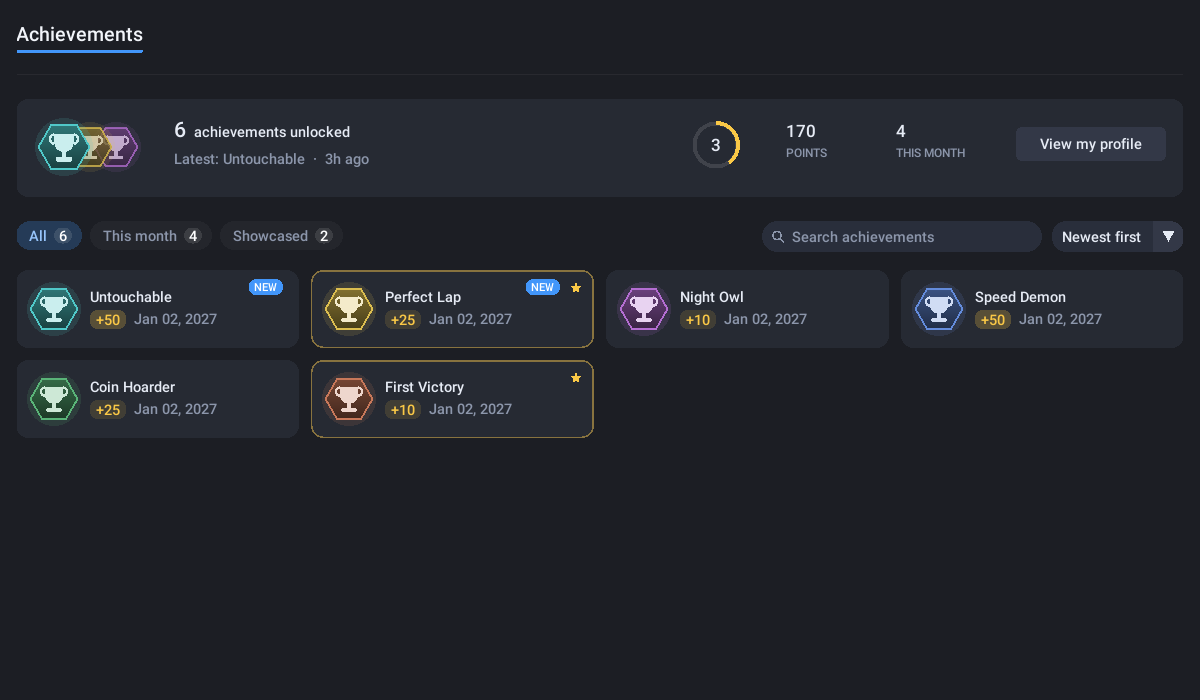 Achievements
6 achievements unlocked
Latest: Untouchable · 3h ago
3
170
POINTS
4
THIS MONTH
View my profile
All 6
This month 4
Showcased 2
Search achievements
Newest first
Untouchable
NEW
+50 Jan 02, 2027
Perfect Lap
NEW
+25 Jan 02, 2027
Night Owl
+10 Jan 02, 2027
Speed Demon
+50 Jan 02, 2027
Coin Hoarder
+25 Jan 02, 2027
First Victory
+10 Jan 02, 2027